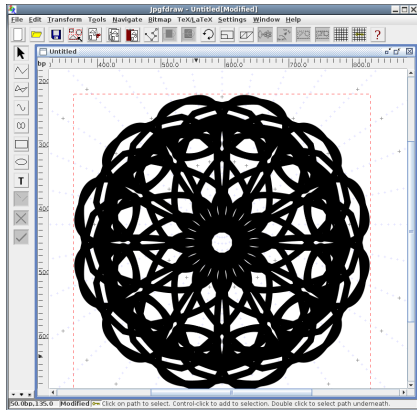 Jpgfdraw - Untitled[Modified]
File Edit Transform Tools Navigate Bitmap TeX/LaTeX Settings Window Help
?
Untitled
bp 400.0 500.0 600.0 700.0 800.0
T
50.0bp,135.0 Modified Click on path to select. Control-click to add to selection. Double click to select path underneath.